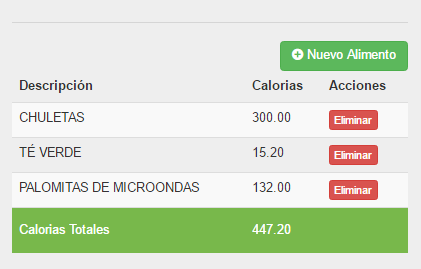 Nuevo Alimento
Descripción Calorias Acciones
CHULETAS 300.00 Eliminar
TÉ VERDE 15.20 Eliminar
PALOMITAS DE MICROONDAS 132.00 Eliminar
Calorias Totales 447.20